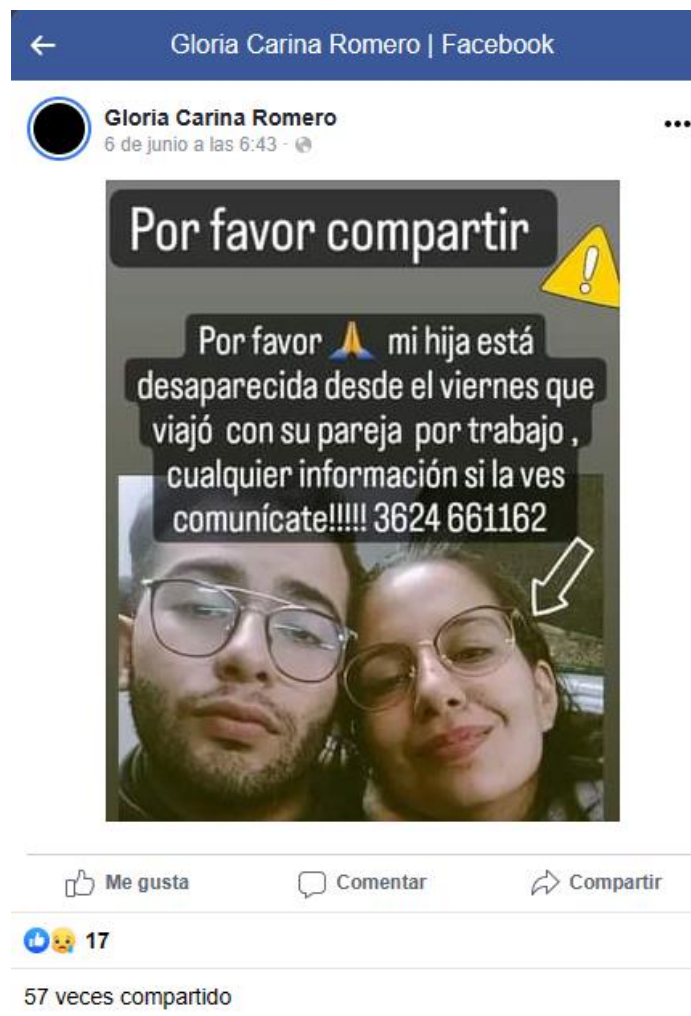 Gloria Carina Romero | Facebook
Gloria Carina Romero
6 de junio a las 6:43 ·
Por favor compartir
Por favor 🙏 mi hija está
desaparecida desde el viernes que
viajó con su pareja por trabajo ,
cualquier información si la ves
comunícate!!!!! 3624 661162
Me gusta
Comentar
Compartir
17
57 veces compartido